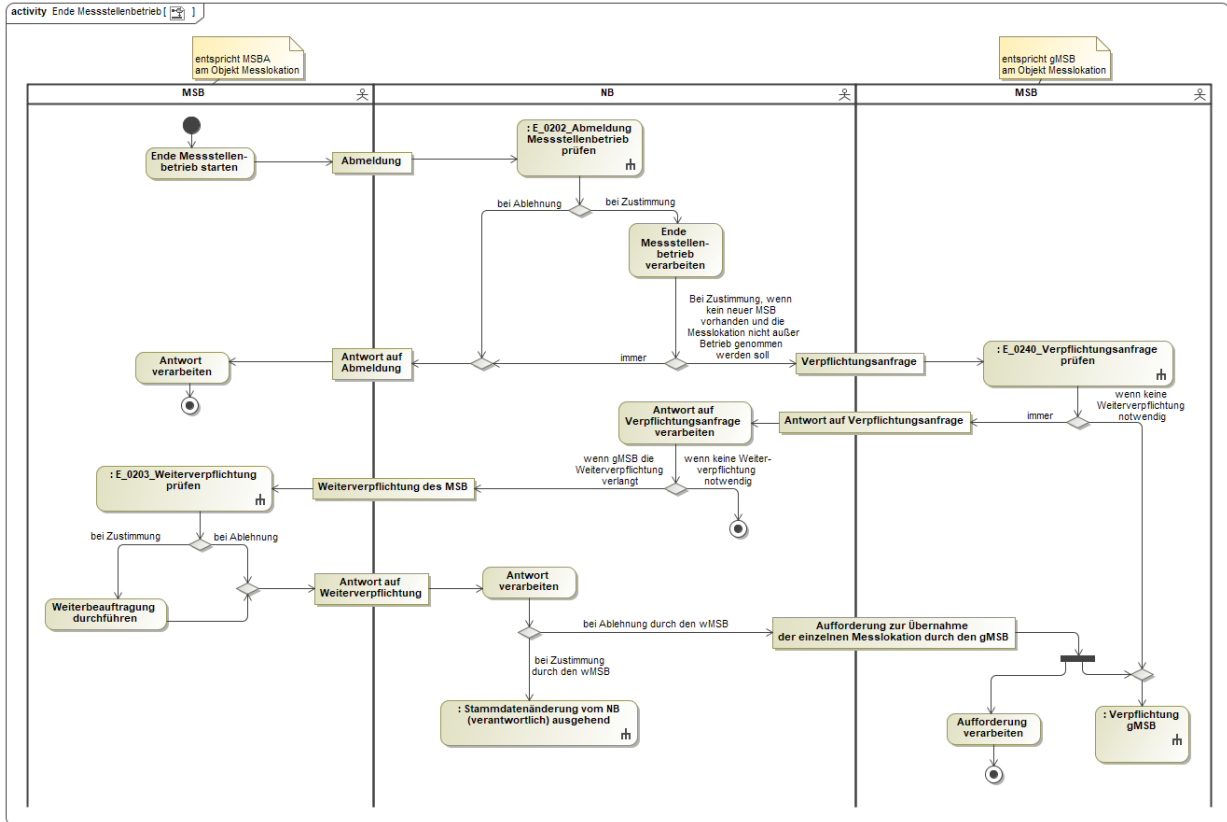 activity Ende Messstellenbetrieb [ ]
entspricht MSBA
am Objekt Messlokation
entspricht gMSB
am Objekt Messlokation
MSB
NB
MSB
Ende Messstellen-
betrieb starten
Abmeldung
: E_0202_Abmeldung
Messstellenbetrieb
prüfen
bei Ablehnung
bei Zustimmung
Ende
Messstellen-
betrieb
verarbeiten
Bei Zustimmung, wenn
kein neuer MSB
vorhanden und die
Messlokation nicht außer
Betrieb genommen
werden soll
Antwort
verarbeiten
Antwort auf
Abmeldung
immer
Verpflichtungsanfrage
: E_0240_Verpflichtungsanfrage
prüfen
wenn keine
Weiterverpflichtung
notwendig
immer
Antwort auf Verpflichtungsanfrage
Antwort auf
Verpflichtungsanfrage
verarbeiten
wenn gMSB die
Weiterverpflichtung
verlangt
wenn keine Weiter-
verpflichtung
notwendig
Weiterverpflichtung des MSB
: E_0203_Weiterverpflichtung
prüfen
bei Zustimmung
bei Ablehnung
Weiterbeauftragung
durchführen
Antwort auf
Weiterverpflichtung
Antwort
verarbeiten
bei Ablehnung durch den wMSB
Aufforderung zur Übernahme
der einzelnen Messlokation durch den gMSB
bei Zustimmung
durch den wMSB
: Stammdatenänderung vom NB
(verantwortlich) ausgehend
Aufforderung
verarbeiten
: Verpflichtung
gMSB